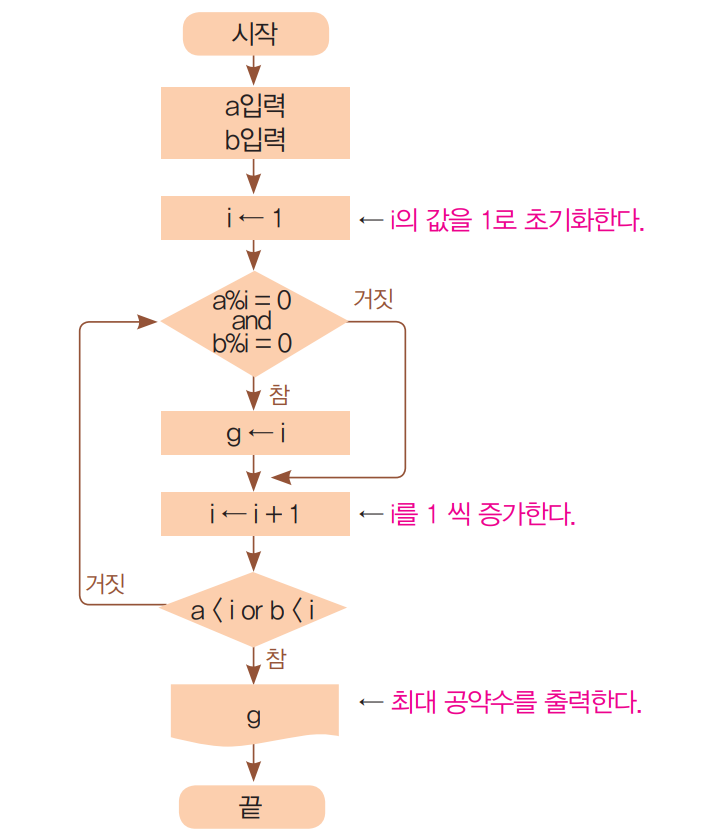 시작
a입력
b입력
i ← 1
← i의 값을 1로 초기화한다.
a%i = 0
and
b%i = 0
거짓
참
g ← i
i ← i + 1
← i를 1 씩 증가한다.
거짓
a < i or b < i
참
g
← 최대 공약수를 출력한다.
끝